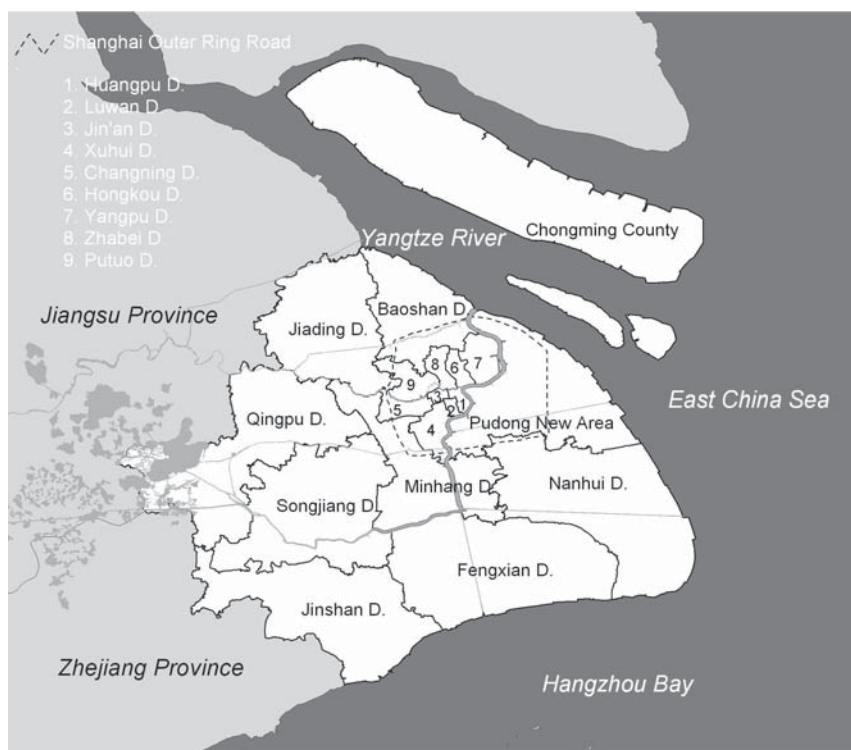 Shanghai Outer Ring Road
1. Huangpu D.
2. Luwan D.
3. Jin'an D.
4. Xuhui D.
5. Changning D.
6. Hongkou D.
7. Yangpu D.
8. Zhabei D.
9. Putuo D.
Chongming County
Yangtze River
Baoshan D.
Jiangsu Province
Jiading D.
8
6
7
9
3
East China Sea
5
2
1
Qingpu D.
4
Pudong New Area
Minhang D.
Nanhui D.
Songjiang D.
Fengxian D.
Jinshan D.
Zhejiang Province
Hangzhou Bay